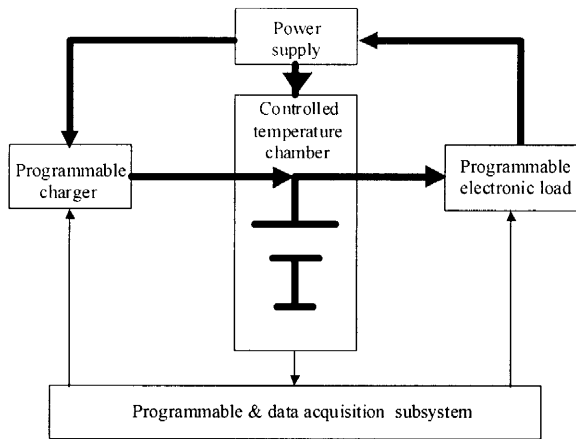 Power
supply
Controlled
temperature
chamber
Programmable
charger
Programmable
electronic load
Programmable & data acquisition subsystem